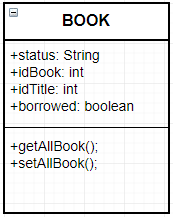 BOOK
+status: String
+idBook: int
+idTitle: int
+borrowed: boolean
+getAllBook();
+setAllBook();